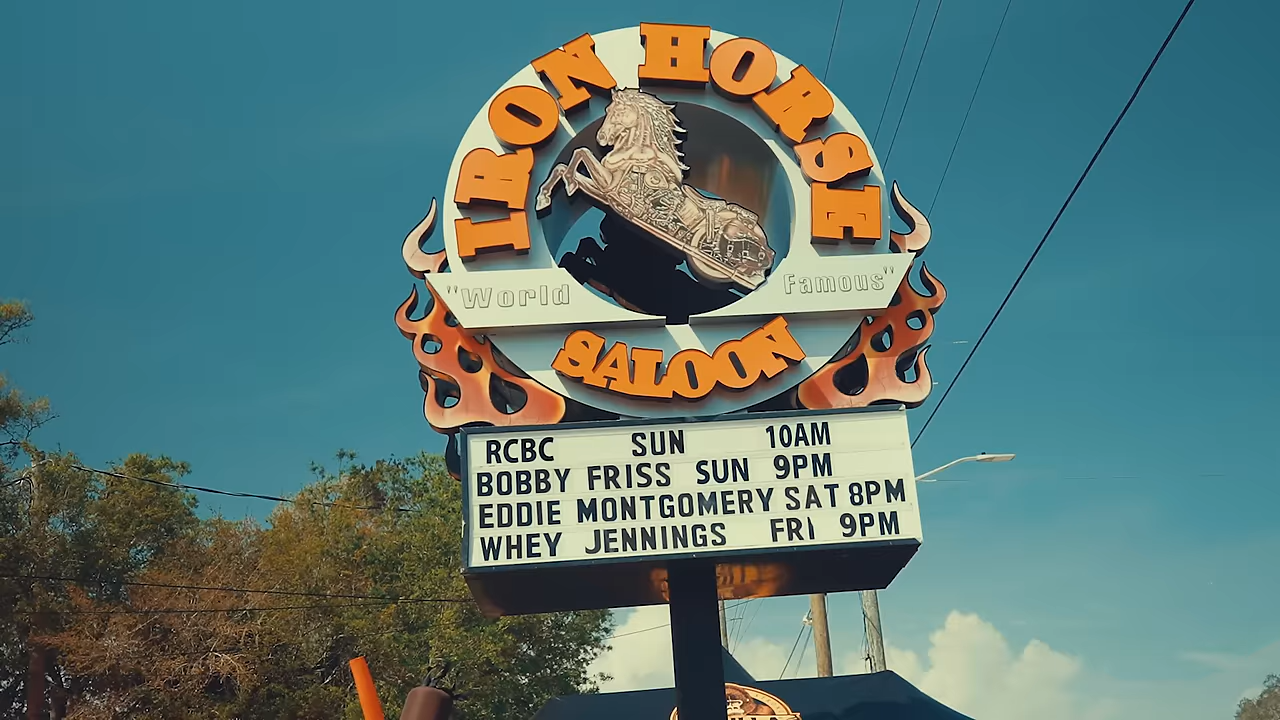 IRON HORSE
"World Famous"
SALOON
RCBC SUN 10AM
BOBBY FRISS SUN 9PM
EDDIE MONTGOMERY SAT 8PM
WHEY JENNINGS FRI 9PM